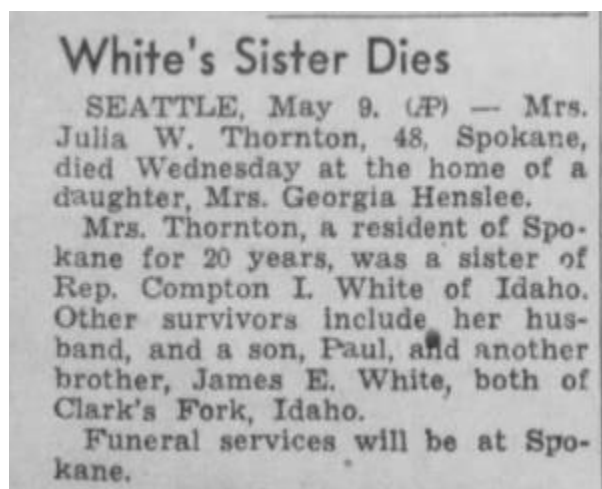 White's Sister Dies
SEATTLE, May 9. (AP) — Mrs.
Julia W. Thornton, 48, Spokane,
died Wednesday at the home of a
daughter, Mrs. Georgia Henslee.
Mrs. Thornton, a resident of Spo-
kane for 20 years, was a sister of
Rep. Compton I. White of Idaho.
Other survivors include her hus-
band, and a son, Paul, and another
brother, James E. White, both of
Clark's Fork, Idaho.
Funeral services will be at Spo-
kane.